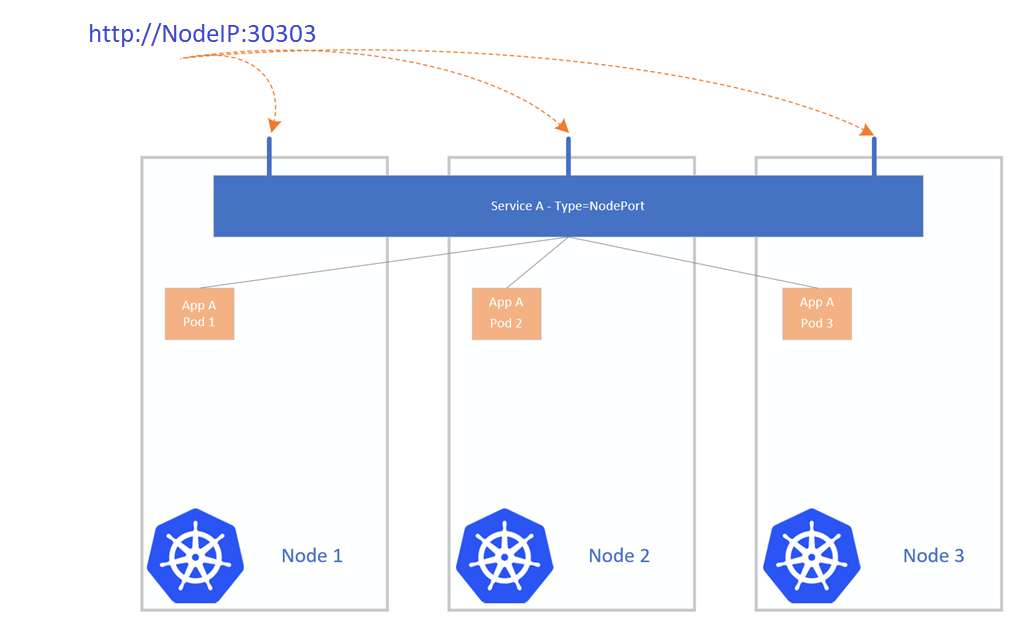 http://NodeIP:30303
Service A - Type=NodePort
App A
Pod 1
App A
Pod 2
App A
Pod 3
Node 1
Node 2
Node 3